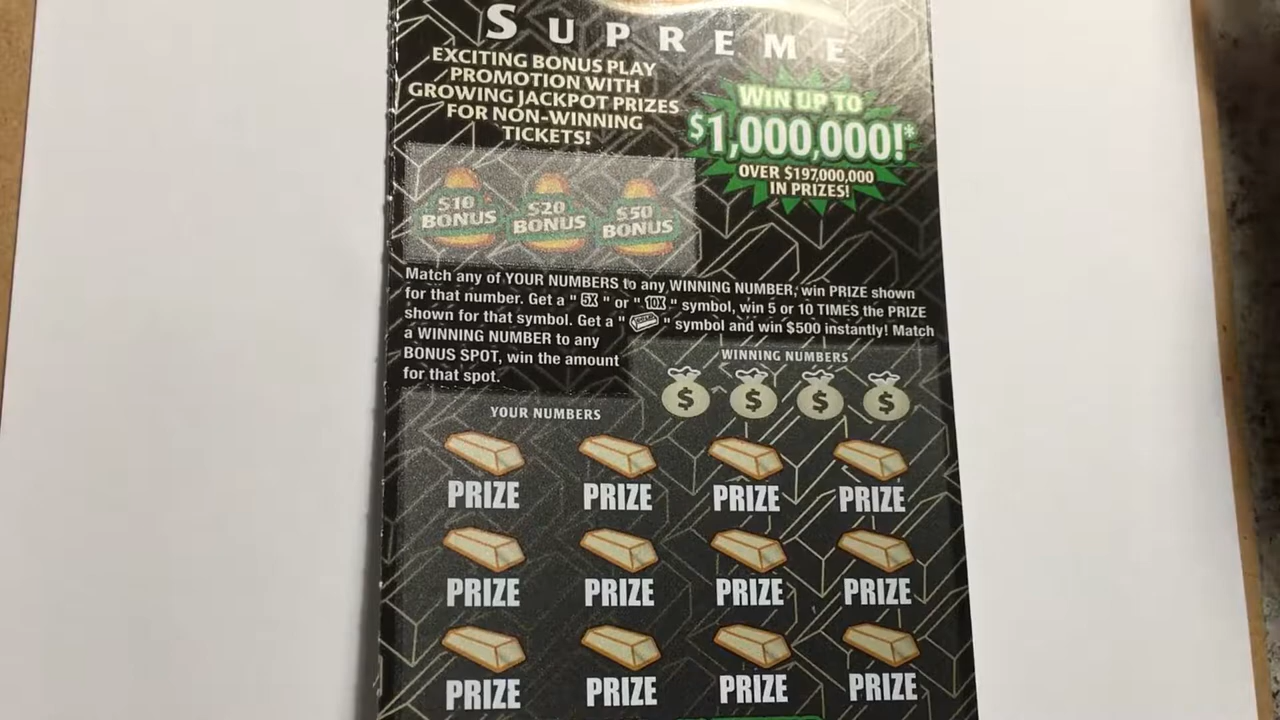 SUPREME
EXCITING BONUS PLAY
PROMOTION WITH
GROWING JACKPOT PRIZES
FOR NON-WINNING
TICKETS!
WIN UP TO
$1,000,000!*
OVER $197,000,000
IN PRIZES!
$10 BONUS
$20 BONUS
$50 BONUS
Match any of YOUR NUMBERS to any WINNING NUMBER, win PRIZE shown
for that number. Get a "5X" or "10X" symbol, win 5 or 10 TIMES the PRIZE
shown for that symbol. Get a " " symbol and win $500 instantly! Match
a WINNING NUMBER to any
BONUS SPOT, win the amount
for that spot.
WINNING NUMBERS
$ $ $ $
YOUR NUMBERS
PRIZE PRIZE PRIZE PRIZE
PRIZE PRIZE PRIZE PRIZE
PRIZE PRIZE PRIZE PRIZE